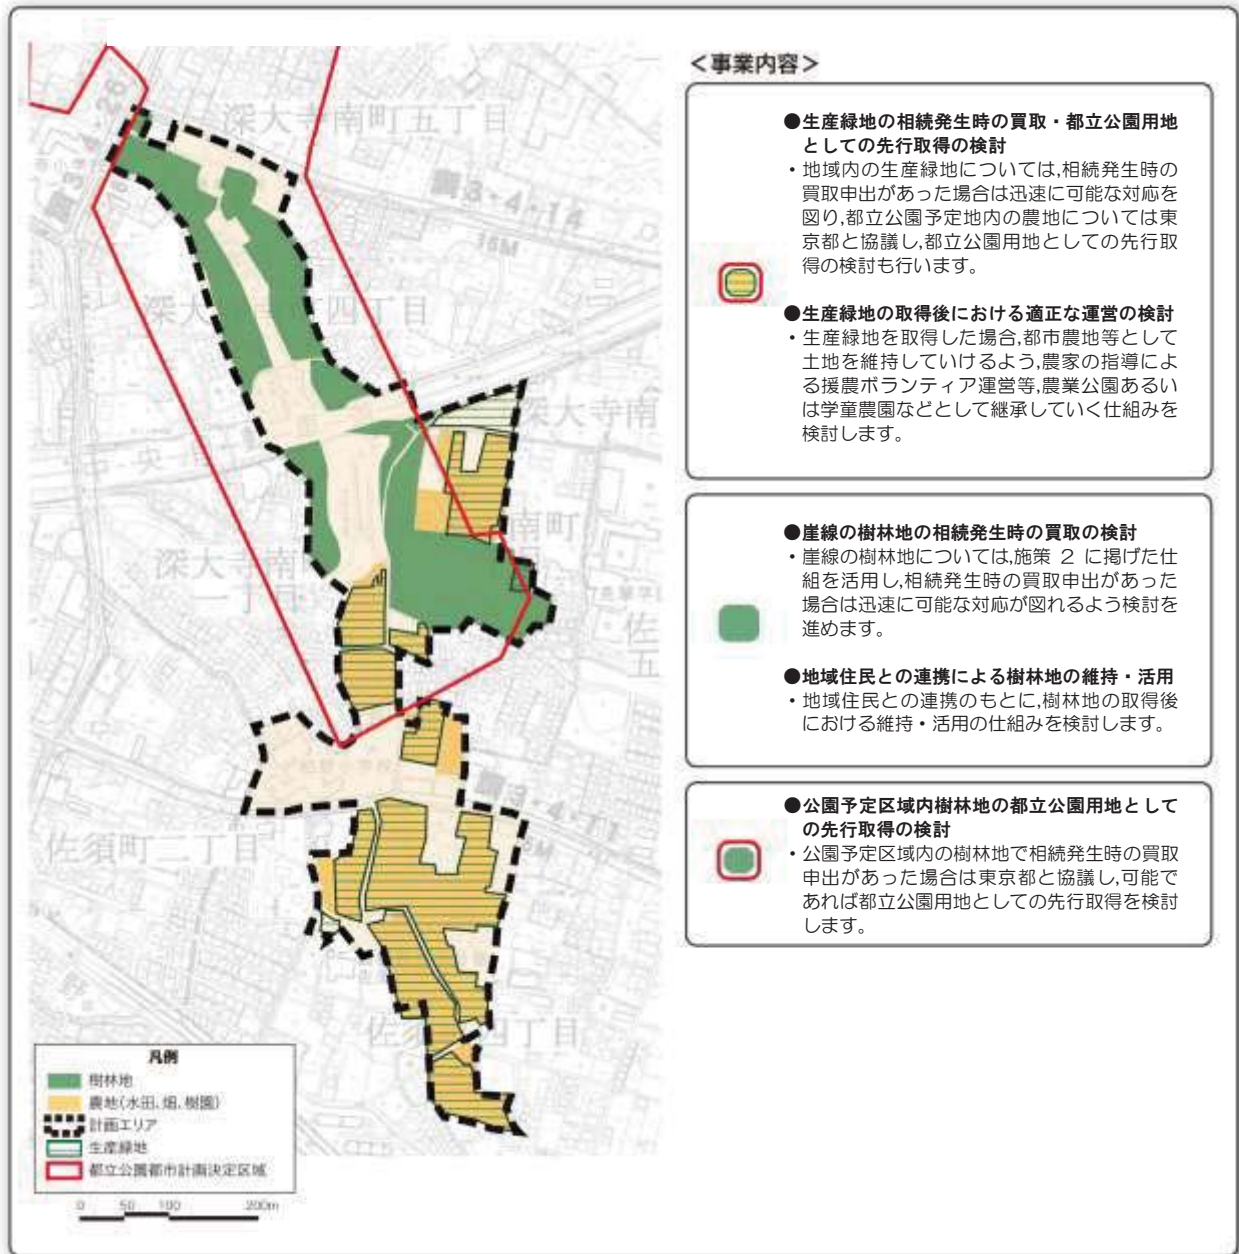 ＜事業内容＞
●生産緑地の相続発生時の買取・都立公園用地
としての先行取得の検討
・地域内の生産緑地については,相続発生時の
買取申出があった場合は迅速に可能な対応を
図り,都立公園予定地内の農地については東
京都と協議し,都立公園用地としての先行取
得の検討も行います。
●生産緑地の取得後における適正な運営の検討
・生産緑地を取得した場合,都市農地等として
土地を維持していけるよう,農家の指導によ
る援農ボランティア運営等,農業公園あるい
は学童農園などとして継承していく仕組みを
検討します。
●崖線の樹林地の相続発生時の買取の検討
・崖線の樹林地については,施策 2 に掲げた仕
組を活用し,相続発生時の買取申出があった
場合は迅速に可能な対応が図れるよう検討を
進めます。
●地域住民との連携による樹林地の維持・活用
・地域住民との連携のもとに,樹林地の取得後
における維持・活用の仕組みを検討します。
●公園予定区域内樹林地の都立公園用地として
の先行取得の検討
・公園予定区域内の樹林地で相続発生時の買取
申出があった場合は東京都と協議し,可能で
あれば都立公園用地としての先行取得を検討
します。
深大寺南町五丁目
3・4・14
16M
四丁目
深大寺南
中央
南町
深大寺南
佐
五
3・4・11
佐須町二丁目
野
四丁目
凡例
樹林地
農地(水田、畑、樹園)
計画エリア
生産緑地
都立公園都市計画決定区域
0 50 100 200m